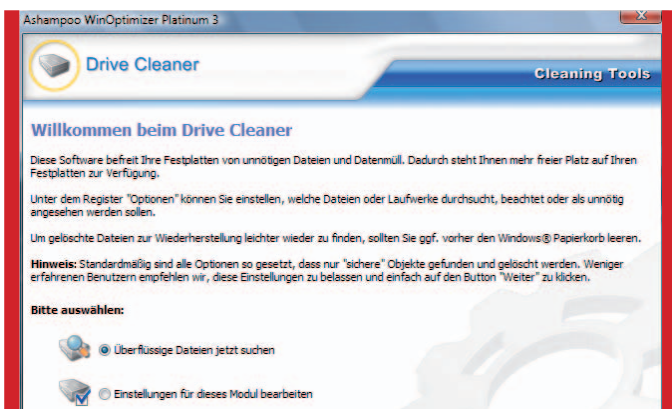 Ashampoo WinOptimizer Platinum 3
Drive Cleaner
Cleaning Tools
Willkommen beim Drive Cleaner
Diese Software befreit Ihre Festplatten von unnötigen Dateien und Datenmüll. Dadurch steht Ihnen mehr freier Platz auf Ihren
Festplatten zur Verfügung.
Unter dem Register "Optionen" können Sie einstellen, welche Dateien oder Laufwerke durchsucht, beachtet oder als unnötig
angesehen werden sollen.
Um gelöschte Dateien zur Wiederherstellung leichter wieder zu finden, sollten Sie ggf. vorher den Windows® Papierkorb leeren.
Hinweis: Standardmäßig sind alle Optionen so gesetzt, dass nur "sichere" Objekte gefunden und gelöscht werden. Weniger
erfahrenen Benutzern empfehlen wir, diese Einstellungen zu belassen und einfach auf den Button "Weiter" zu klicken.
Bitte auswählen:
Überflüssige Dateien jetzt suchen
Einstellungen für dieses Modul bearbeiten